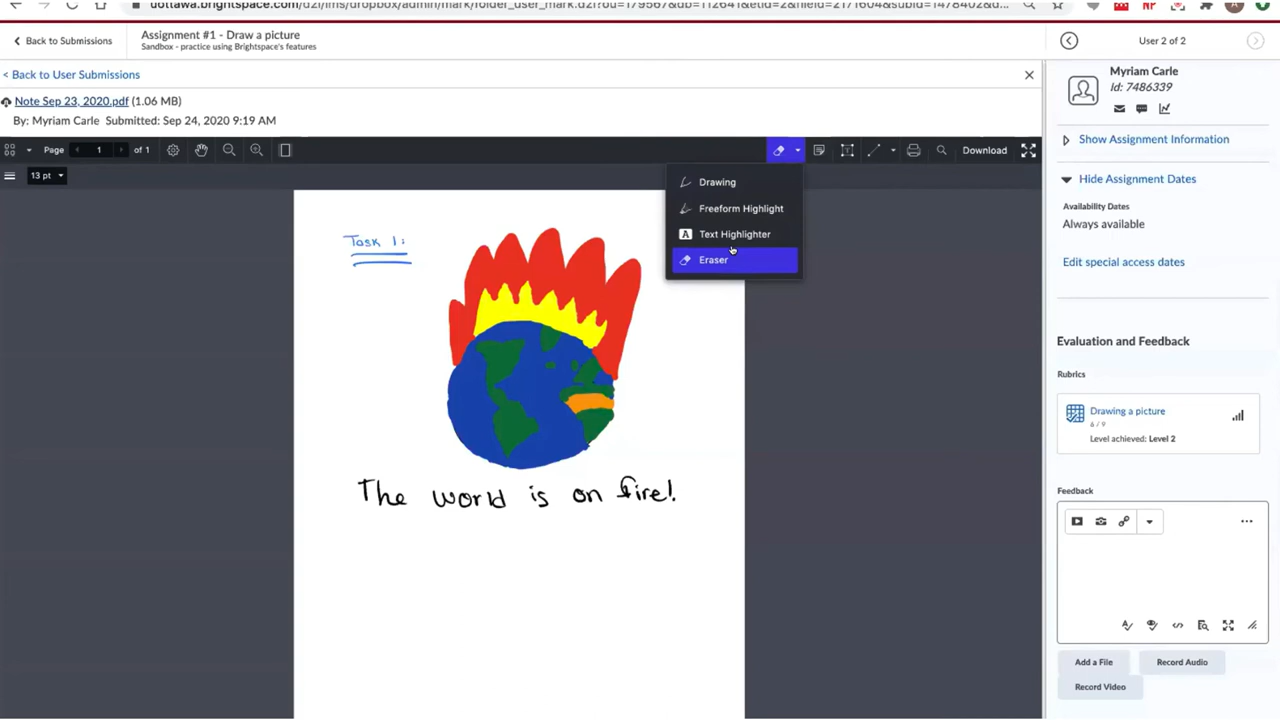 Back to Submissions
Assignment #1 - Draw a picture
Sandbox - practice using Brightspace's features
User 2 of 2
< Back to User Submissions
Myriam Carle
Id: 7486339
Note Sep 23, 2020.pdf (1.06 MB)
By: Myriam Carle Submitted: Sep 24, 2020 9:19 AM
Show Assignment Information
Page 1 of 1
Download
13 pt
Hide Assignment Dates
Drawing
Freeform Highlight
Text Highlighter
Eraser
Availability Dates
Always available
Edit special access dates
Task 1:
The world is on fire!
Evaluation and Feedback
Rubrics
Drawing a picture
6 / 9
Level achieved: Level 2
Feedback
Add a File
Record Audio
Record Video